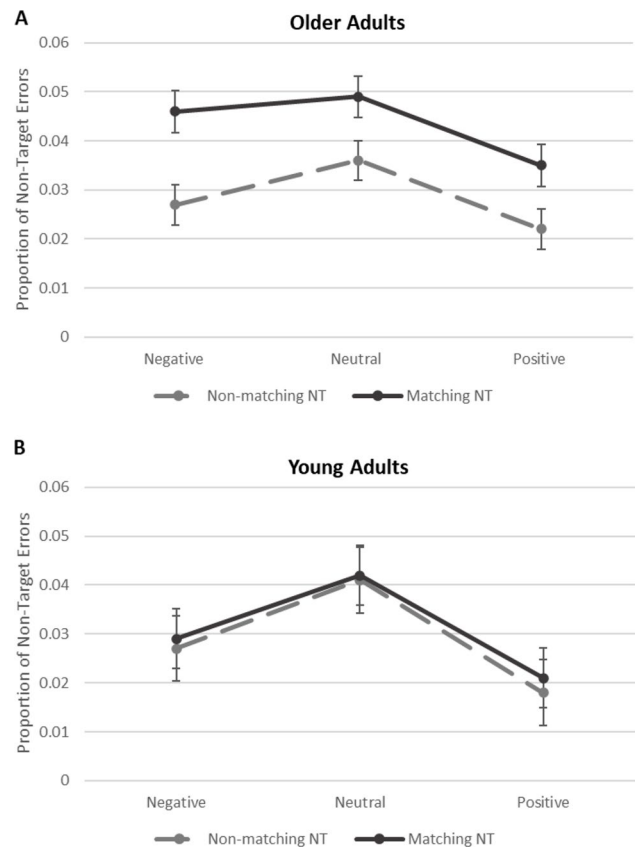 A
Older Adults
Proportion of Non-Target Errors
0.06
0.05
0.04
0.03
0.02
0.01
0
Negative Neutral Positive
Non-matching NT Matching NT
B
Young Adults
Proportion of Non-Target Errors
0.06
0.05
0.04
0.03
0.02
0.01
0
Negative Neutral Positive
Non-matching NT Matching NT